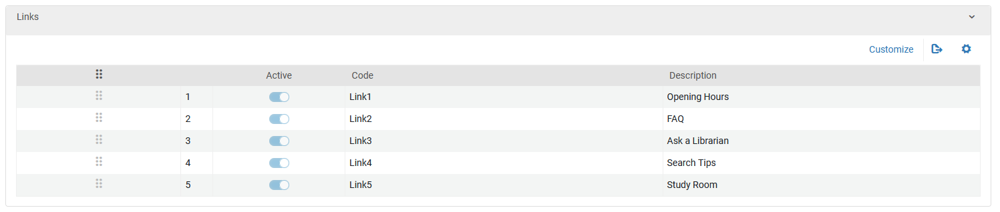 Links
Customize
Active Code Description
1 Link1 Opening Hours
2 Link2 FAQ
3 Link3 Ask a Librarian
4 Link4 Search Tips
5 Link5 Study Room